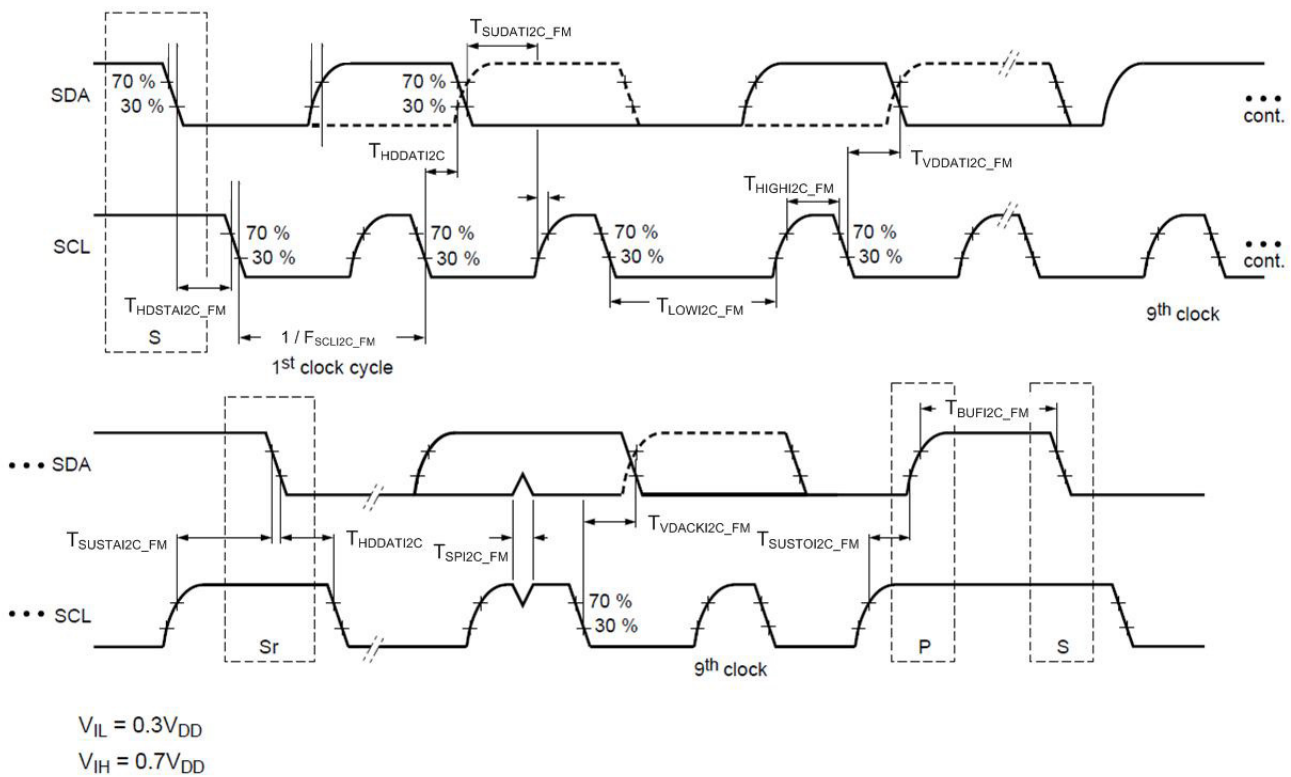 T_SUDATI2C_FM
SDA
70 %
30 %
70 %
30 %
•••
cont.
T_HDDATI2C
T_VDDATI2C_FM
T_HIGHI2C_FM
SCL
70 %
30 %
70 %
30 %
70 %
30 %
70 %
30 %
•••
cont.
T_HDSTAI2C_FM
T_LOWI2C_FM
9th clock
S
1 / F_SCLI2C_FM
1st clock cycle
T_BUFI2C_FM
••• SDA
T_SUSTAI2C_FM
T_HDDATI2C
T_SPI2C_FM
T_VDACKI2C_FM
T_SUSTOI2C_FM
••• SCL
70 %
30 %
Sr
9th clock
P
S
V_IL = 0.3V_DD
V_IH = 0.7V_DD